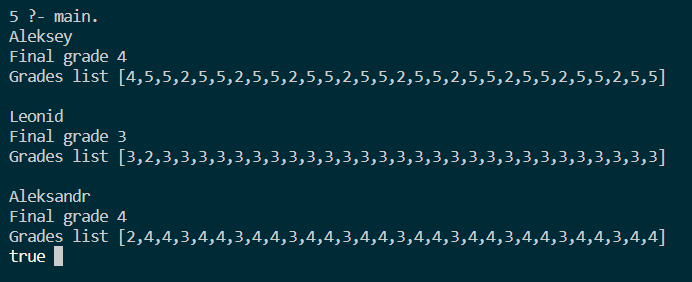 5 ?- main.
Aleksey
Final grade 4
Grades list [4,5,5,2,5,5,2,5,5,2,5,5,2,5,5,2,5,5,2,5,5,2,5,5,2,5,5,2,5,5]
Leonid
Final grade 3
Grades list [3,2,3,3,3,3,3,3,3,3,3,3,3,3,3,3,3,3,3,3,3,3,3,3,3,3,3,3,3,3]
Aleksandr
Final grade 4
Grades list [2,4,4,3,4,4,3,4,4,3,4,4,3,4,4,3,4,4,3,4,4,3,4,4,3,4,4,3,4,4]
true